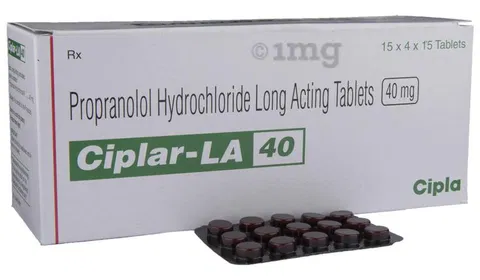 ©1mg
Rx
15 x 4 x 15 Tablets
Propranolol Hydrochloride Long Acting Tablets 40 mg
Ciplar-LA 40
Cipla